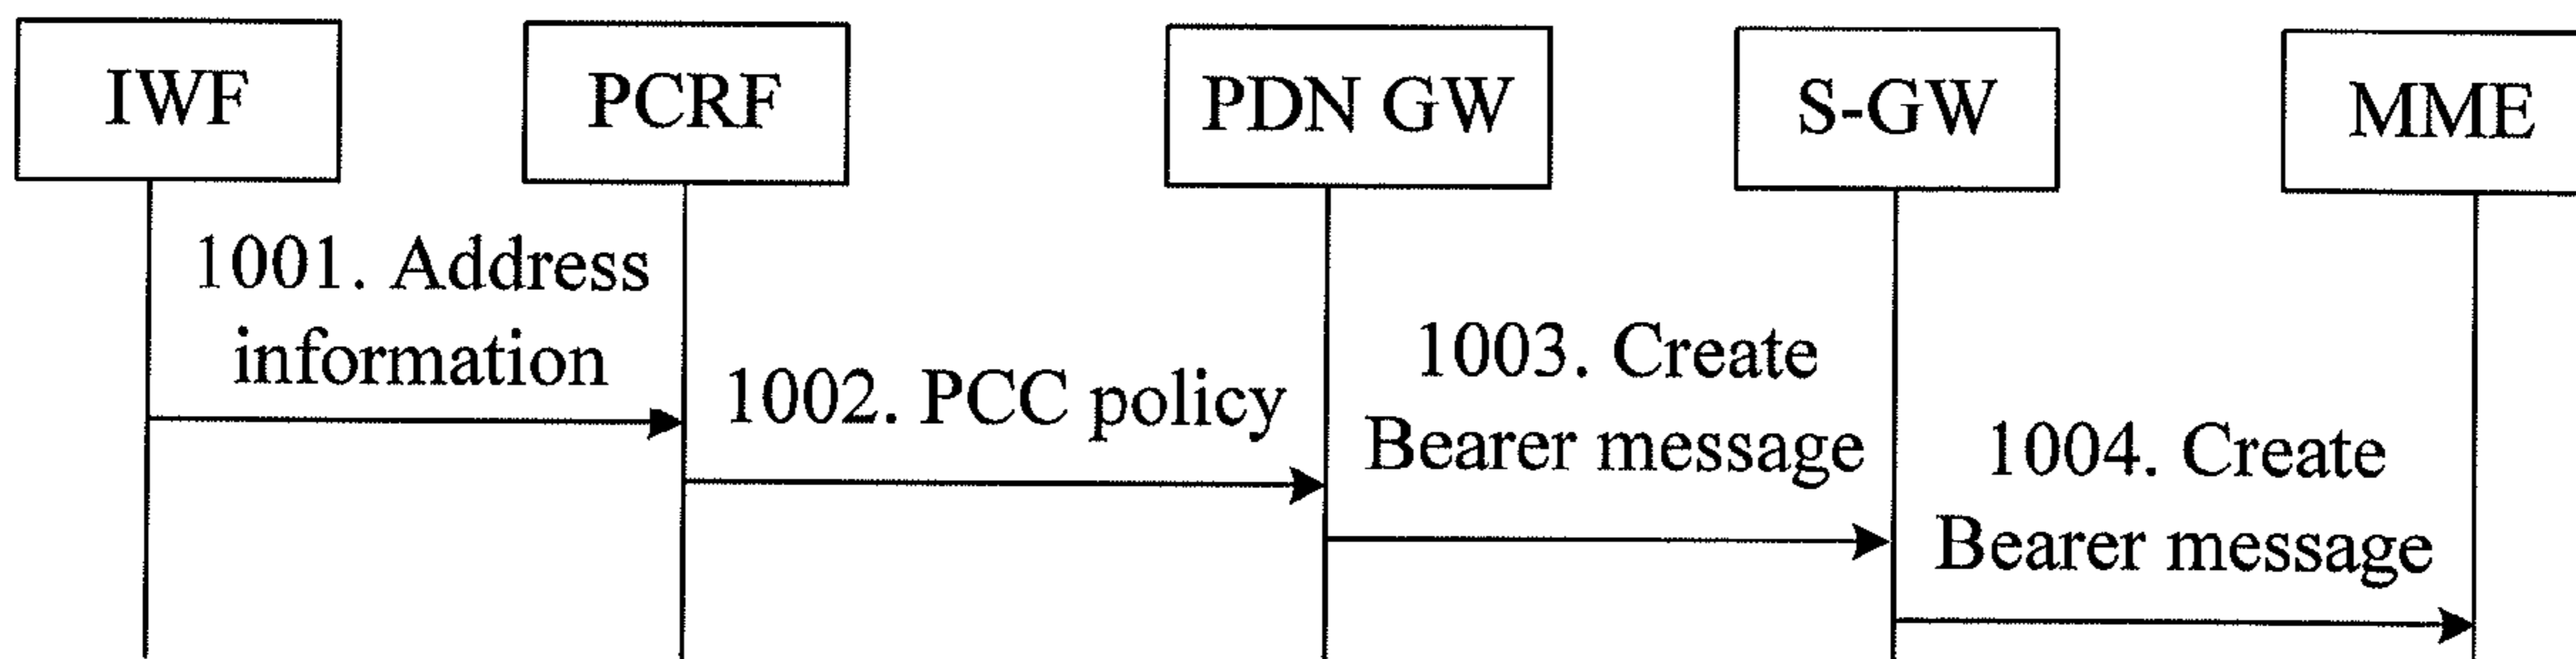 IWF
PCRF
PDN GW
S-GW
MME
1001. Address
information
1002. PCC policy
1003. Create
Bearer message
1004. Create
Bearer message